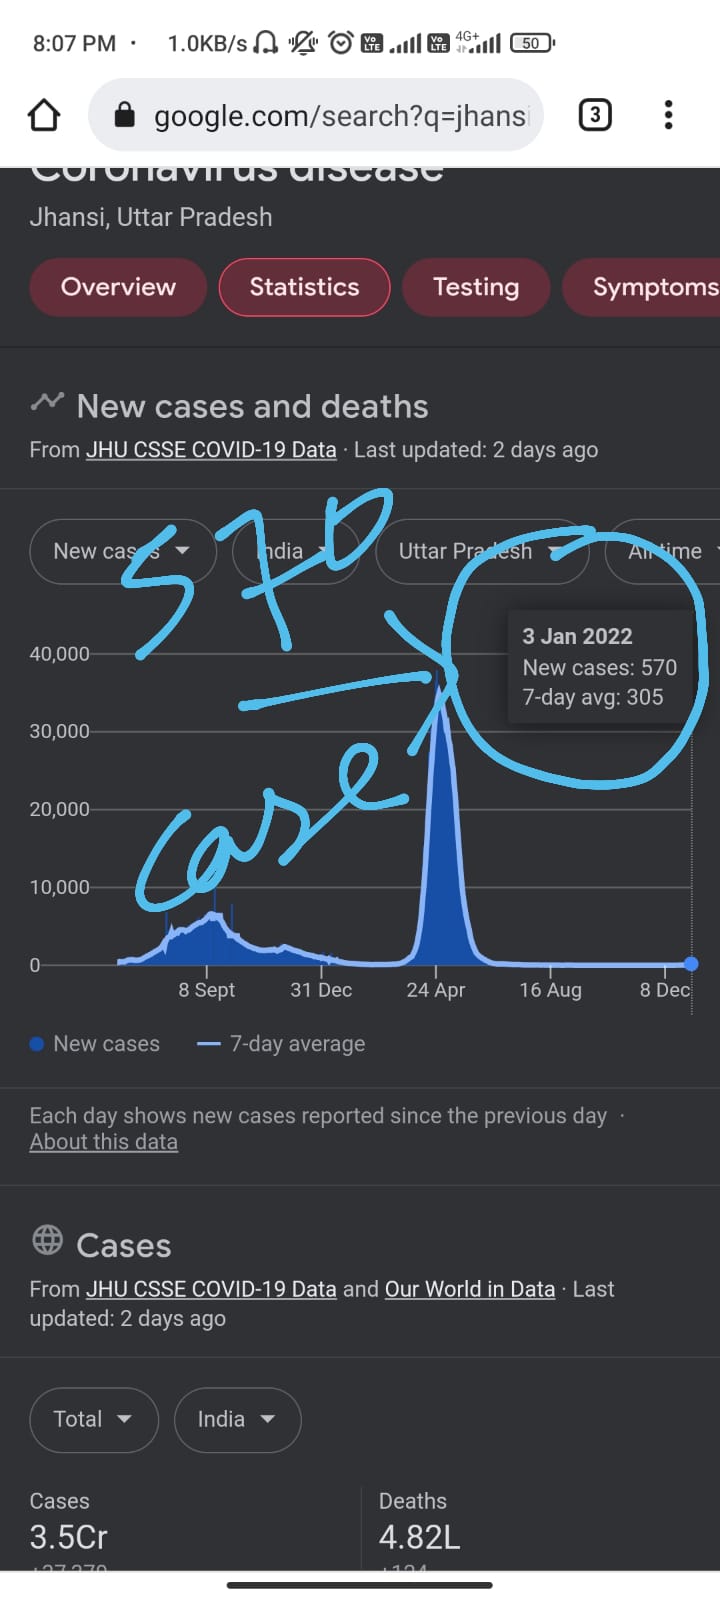 8:07 PM · 1.0KB/s Vo LTE Vo LTE 4G+ 50
google.com/search?q=jhansi 3
Coronavirus disease
Jhansi, Uttar Pradesh
Overview Statistics Testing Symptoms
New cases and deaths
From JHU CSSE COVID-19 Data · Last updated: 2 days ago
570
New cases India Uttar Pradesh All time
3 Jan 2022
New cases: 570
7-day avg: 305
case
40,000
30,000
20,000
10,000
0
8 Sept 31 Dec 24 Apr 16 Aug 8 Dec
New cases 7-day average
Each day shows new cases reported since the previous day ·
About this data
Cases
From JHU CSSE COVID-19 Data and Our World in Data · Last
updated: 2 days ago
Total India
Cases Deaths
3.5Cr 4.82L